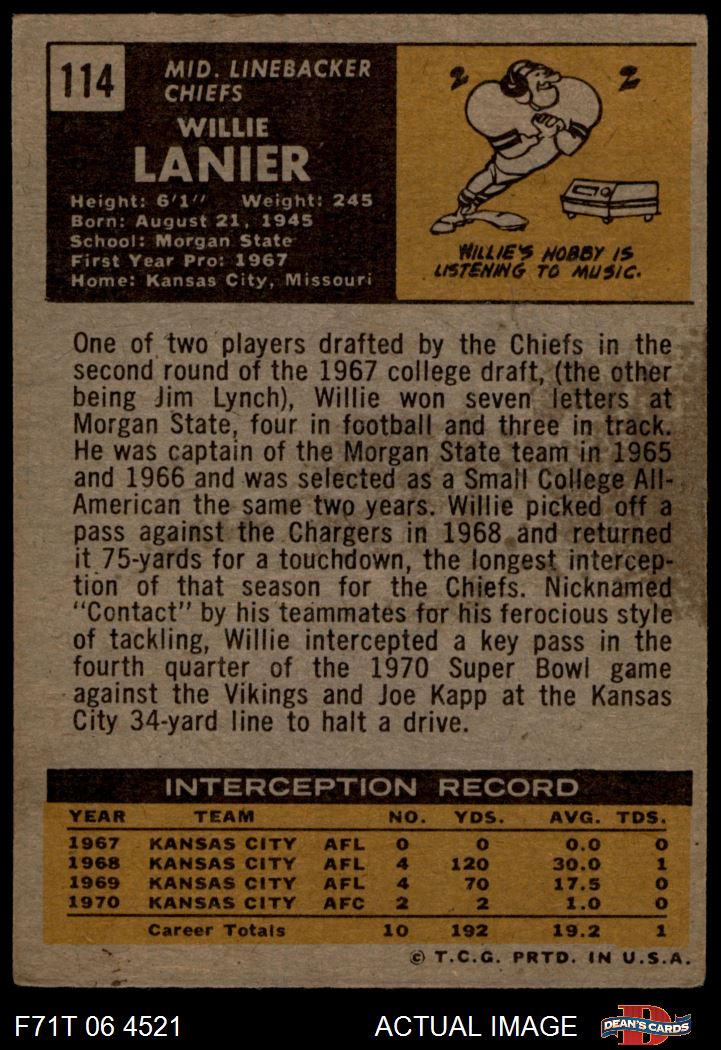 114
MID. LINEBACKER
CHIEFS
WILLIE
LANIER
Height: 6'1" Weight: 245
Born: August 21, 1945
School: Morgan State
First Year Pro: 1967
Home: Kansas City, Missouri
WILLIE'S HOBBY IS
LISTENING TO MUSIC.
One of two players drafted by the Chiefs in the
second round of the 1967 college draft, (the other
being Jim Lynch), Willie won seven letters at
Morgan State, four in football and three in track.
He was captain of the Morgan State team in 1965
and 1966 and was selected as a Small College All-
American the same two years. Willie picked off a
pass against the Chargers in 1968 and returned
it 75-yards for a touchdown, the longest intercep-
tion of that season for the Chiefs. Nicknamed
"Contact" by his teammates for his ferocious style
of tackling, Willie intercepted a key pass in the
fourth quarter of the 1970 Super Bowl game
against the Vikings and Joe Kapp at the Kansas
City 34-yard line to halt a drive.
INTERCEPTION RECORD
YEAR TEAM NO. YDS. AVG. TDS.
1967 KANSAS CITY AFL 0 0 0.0 0
1968 KANSAS CITY AFL 4 120 30.0 1
1969 KANSAS CITY AFL 4 70 17.5 0
1970 KANSAS CITY AFC 2 2 1.0 0
Career Totals 10 192 19.2 1
© T.C.G. PRTD. IN U.S.A.
F71T 06 4521 ACTUAL IMAGE D DEAN'S CARDS